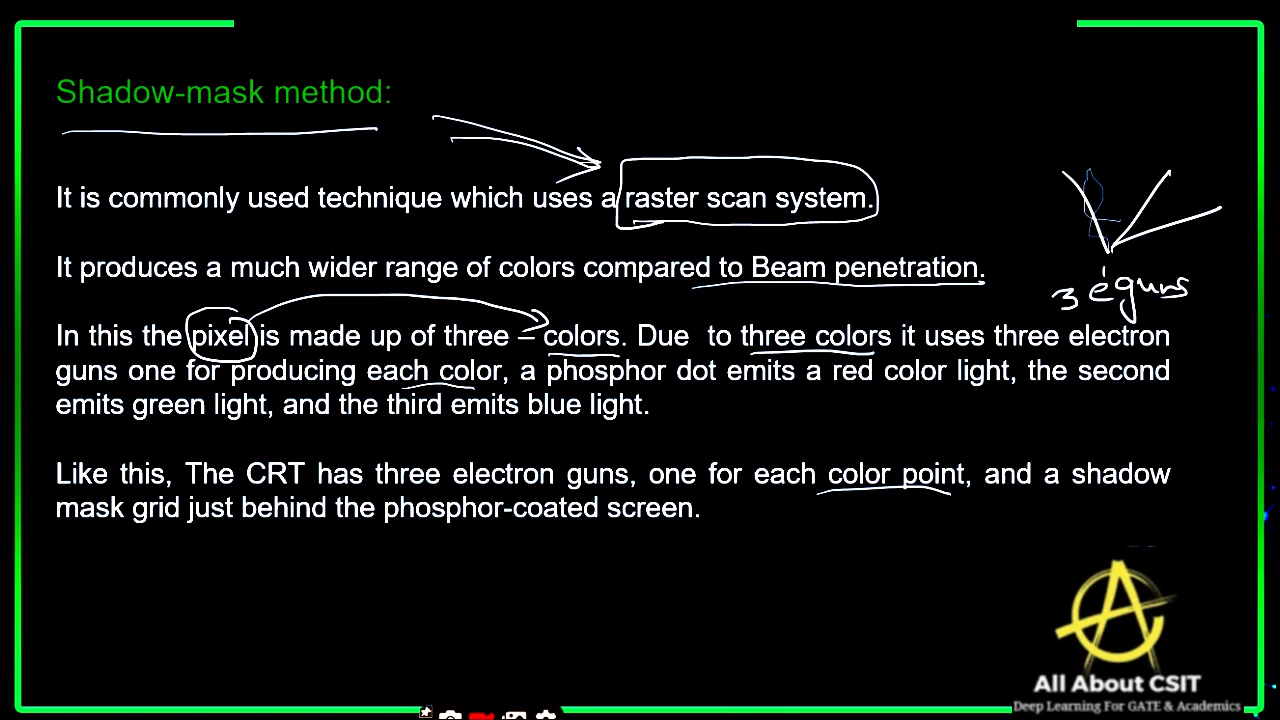 Shadow-mask method:
It is commonly used technique which uses a raster scan system.
It produces a much wider range of colors compared to Beam penetration.
3 éguns
In this the pixel is made up of three – colors. Due to three colors it uses three electron
guns one for producing each color, a phosphor dot emits a red color light, the second
emits green light, and the third emits blue light.
Like this, The CRT has three electron guns, one for each color point, and a shadow
mask grid just behind the phosphor-coated screen.
All About CSIT
Deep Learning For GATE & Academics